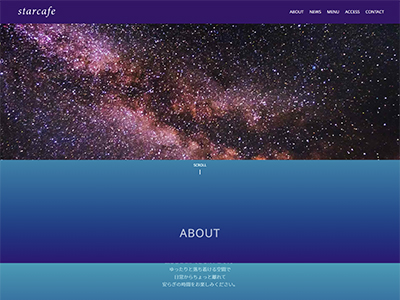 starcafe
ABOUT NEWS MENU ACCESS CONTACT
SCROLL
ABOUT
ゆったりと落ち着ける空間で
日常からちょっと離れて
安らぎの時間をお楽しみください。